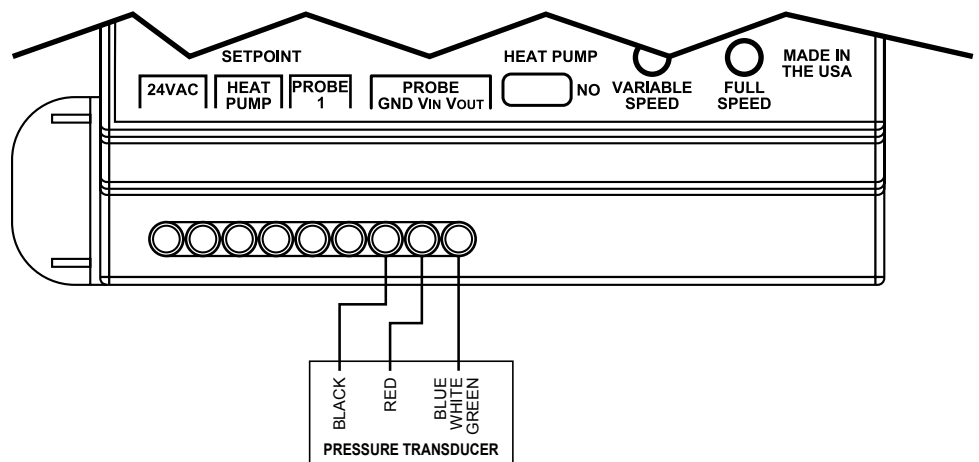 SETPOINT
HEAT PUMP
MADE IN
THE USA
24VAC
HEAT
PUMP
PROBE
1
PROBE
GND VIN VOUT
NO
VARIABLE
SPEED
FULL
SPEED
BLACK
RED
BLUE
WHITE
GREEN
PRESSURE TRANSDUCER